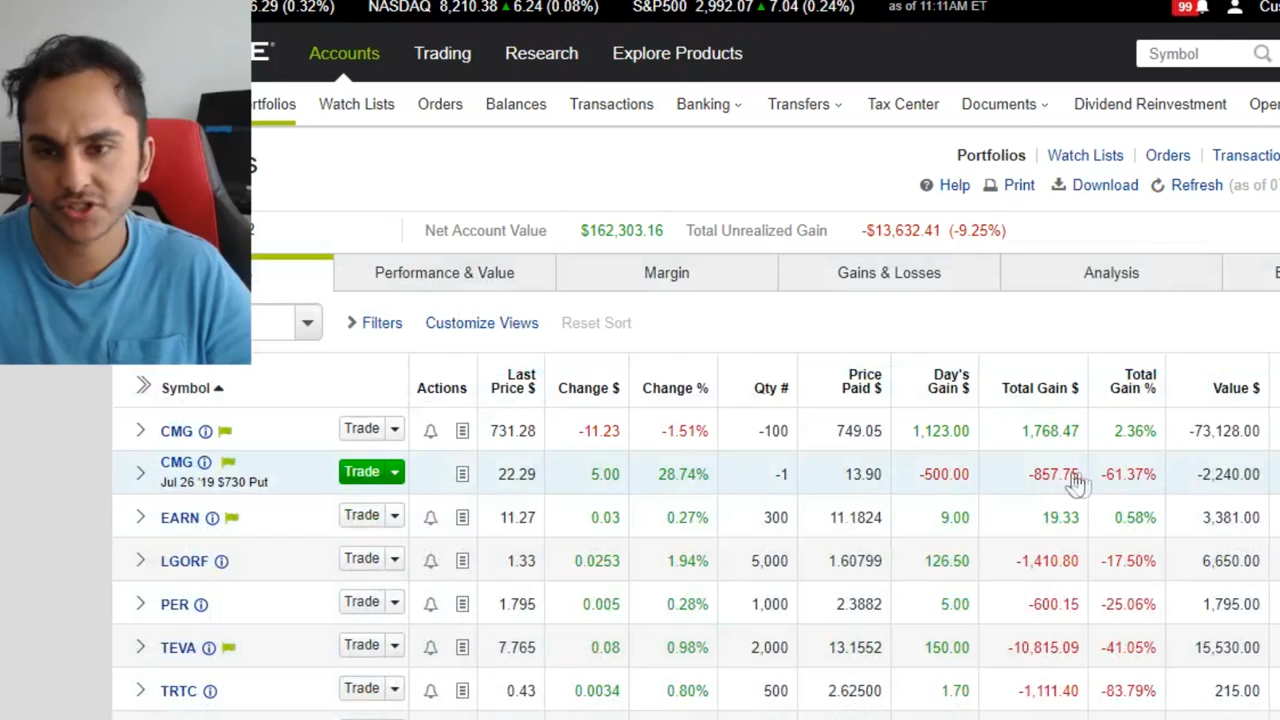 6.29 (0.32%) NASDAQ 8,210.38 ▲ 6.24 (0.08%) S&P500 2,992.07 ▲ 7.04 (0.24%) as of 11:11AM ET 99 Cus
E® Accounts Trading Research Explore Products Symbol
rtfolios Watch Lists Orders Balances Transactions Banking Transfers Tax Center Documents Dividend Reinvestment Oper
s Portfolios Watch Lists Orders Transactio
Help Print Download Refresh (as of 0
2 Net Account Value $162,303.16 Total Unrealized Gain -$13,632.41 (-9.25%)
Performance & Value Margin Gains & Losses Analysis
Filters Customize Views Reset Sort
Symbol Actions Last Price $ Change $ Change % Qty # Price Paid $ Day's Gain $ Total Gain $ Total Gain % Value $
CMG Trade 731.28 -11.23 -1.51% -100 749.05 1,123.00 1,768.47 2.36% -73,128.00
CMG Jul 26 '19 $730 Put Trade 22.29 5.00 28.74% -1 13.90 -500.00 -857.75 -61.37% -2,240.00
EARN Trade 11.27 0.03 0.27% 300 11.1824 9.00 19.33 0.58% 3,381.00
LGORF Trade 1.33 0.0253 1.94% 5,000 1.60799 126.50 -1,410.80 -17.50% 6,650.00
PER Trade 1.795 0.005 0.28% 1,000 2.3882 5.00 -600.15 -25.06% 1,795.00
TEVA Trade 7.765 0.08 0.98% 2,000 13.1552 150.00 -10,815.09 -41.05% 15,530.00
TRTC Trade 0.43 0.0034 0.80% 500 2.62500 1.70 -1,111.40 -83.79% 215.00